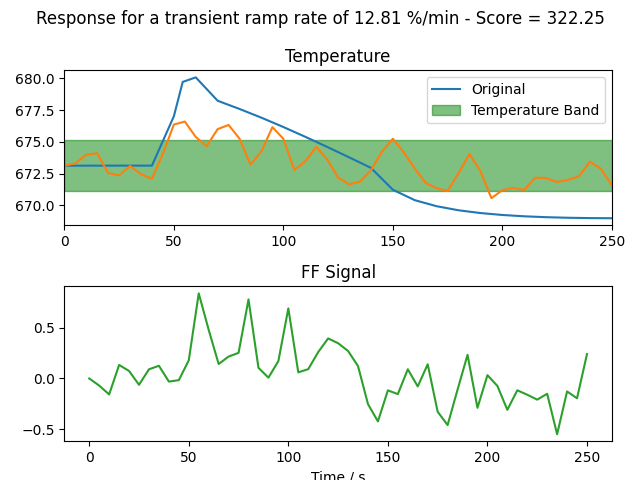 Response for a transient ramp rate of 12.81 %/min - Score = 322.25
Temperature
680.0
677.5
675.0
672.5
670.0
Original
Temperature Band
0 50 100 150 200 250
FF Signal
0.5
0.0
−0.5
0 50 100 150 200 250
Time / s